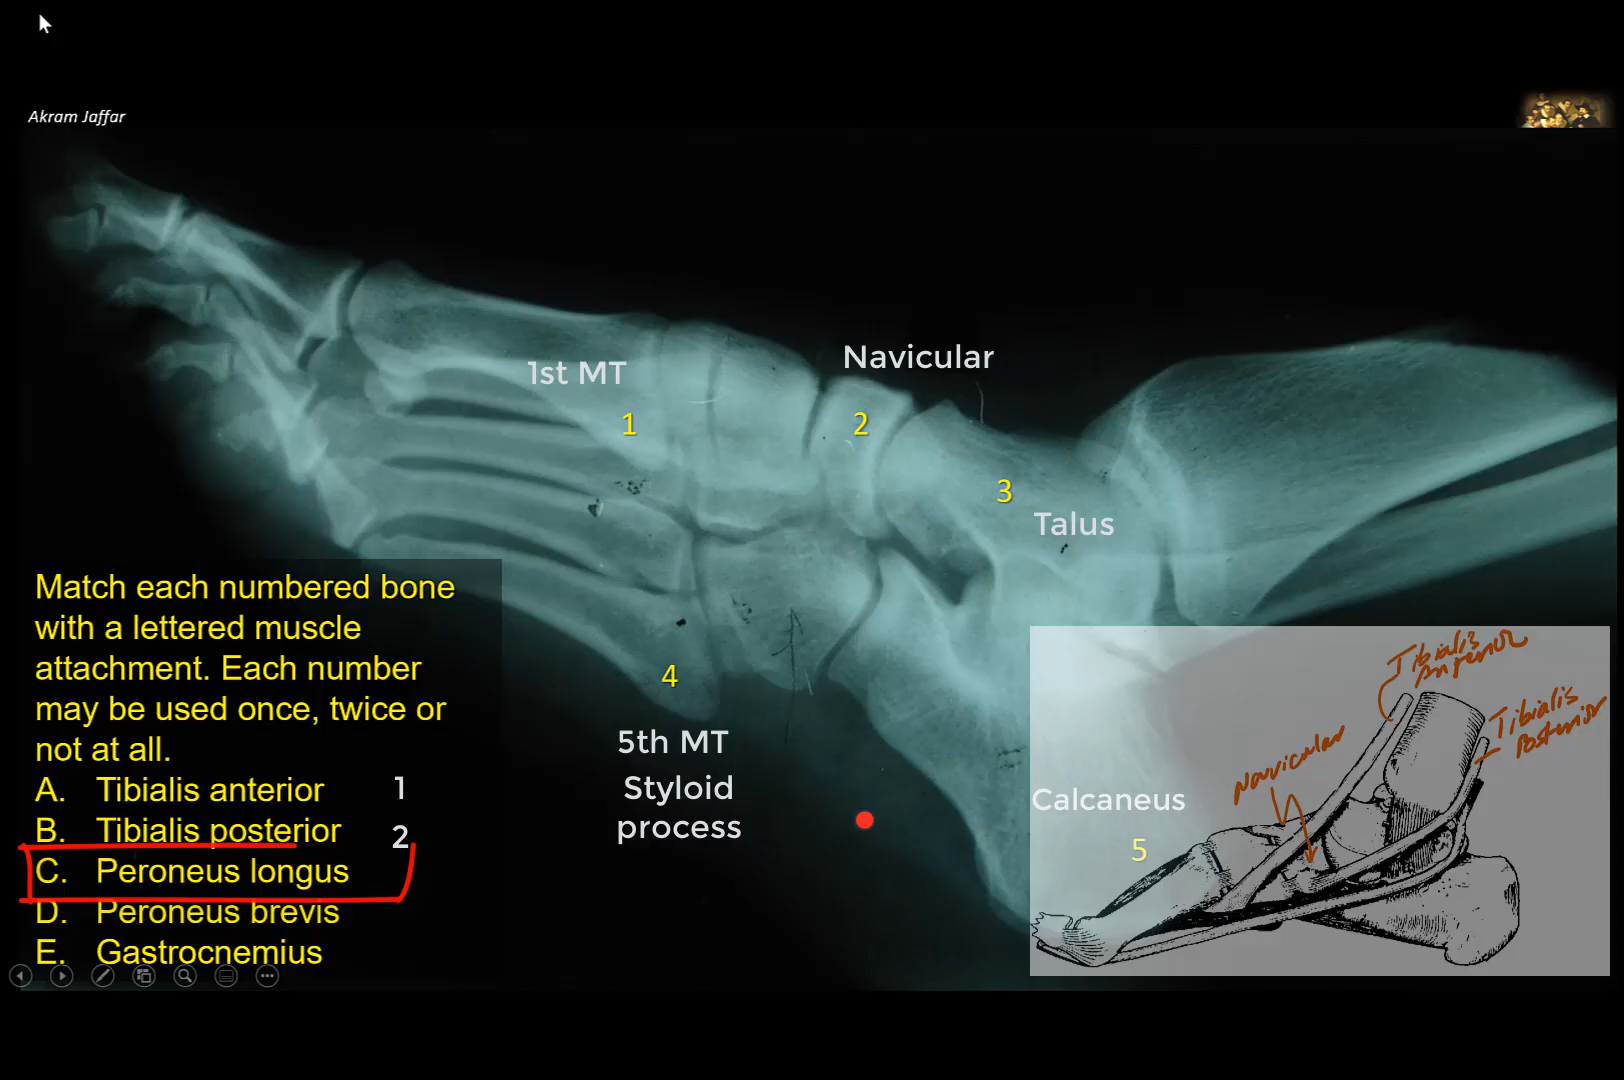 Akram Jaffar
Navicular
1st MT
1
2
3
Talus
Match each numbered bone
with a lettered muscle
attachment. Each number
may be used once, twice or
not at all.
A. Tibialis anterior 1
B. Tibialis posterior 2
C. Peroneus longus
D. Peroneus brevis
E. Gastrocnemius
4
5th MT
Styloid
process
Calcaneus
5
Tibialis
Anterior
Tibialis
Posterior
Navicular